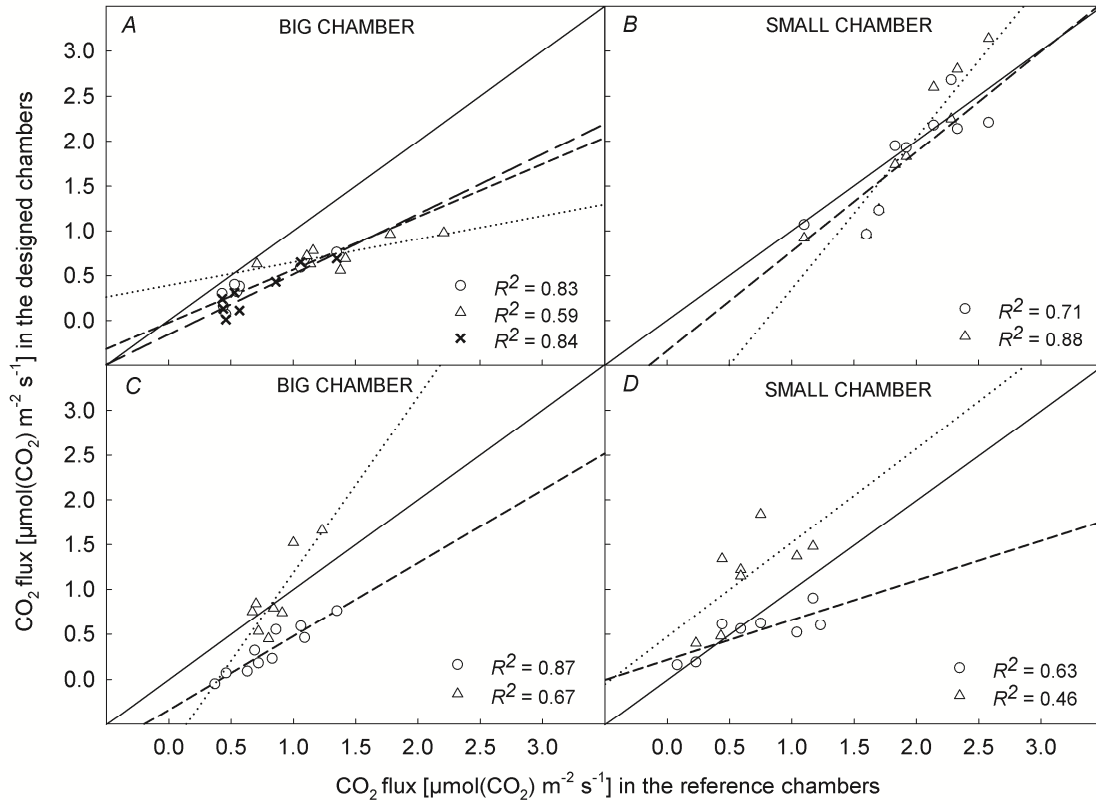 A
BIG CHAMBER
B
SMALL CHAMBER
3.0
2.5
2.0
1.5
1.0
0.5
0.0
R² = 0.83
R² = 0.59
R² = 0.84
R² = 0.71
R² = 0.88
C
BIG CHAMBER
D
SMALL CHAMBER
3.0
2.5
2.0
1.5
1.0
0.5
0.0
R² = 0.87
R² = 0.67
R² = 0.63
R² = 0.46
0.0 0.5 1.0 1.5 2.0 2.5 3.0
0.0 0.5 1.0 1.5 2.0 2.5 3.0
CO₂ flux [µmol(CO₂) m⁻² s⁻¹] in the designed chambers
CO₂ flux [µmol(CO₂) m⁻² s⁻¹] in the reference chambers